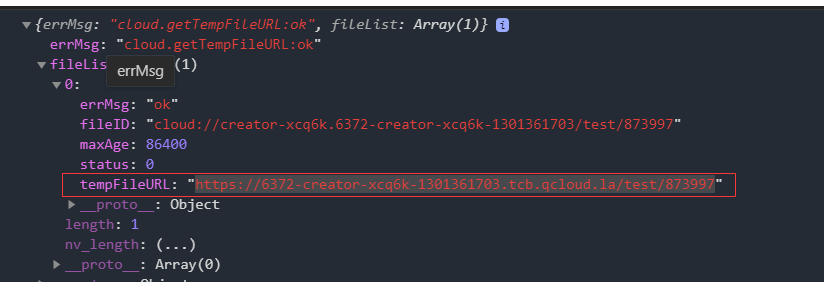 ▼{errMsg: "cloud.getTempFileURL:ok", fileList: Array(1)} i
errMsg: "cloud.getTempFileURL:ok"
▼fileLis (1)
errMsg
▼0:
errMsg: "ok"
fileID: "cloud://creator-xcq6k.6372-creator-xcq6k-1301361703/test/873997"
maxAge: 86400
status: 0
tempFileURL: "https://6372-creator-xcq6k-1301361703.tcb.qcloud.la/test/873997"
▶__proto__: Object
length: 1
nv_length: (...)
▶__proto__: Array(0)